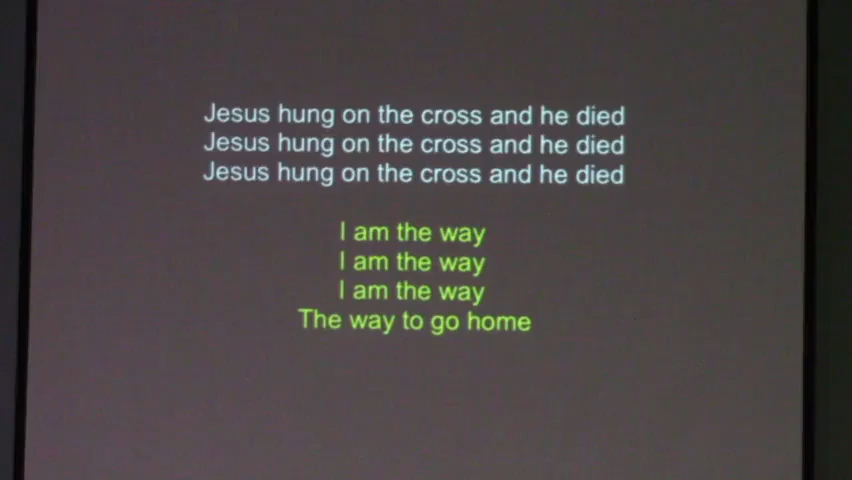 Jesus hung on the cross and he died
Jesus hung on the cross and he died
Jesus hung on the cross and he died
I am the way
I am the way
I am the way
The way to go home